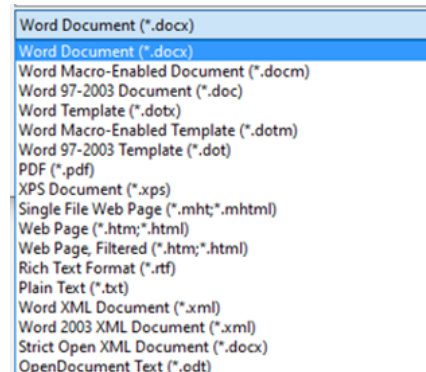 Word Document (*.docx)
Word Document (*.docx)
Word Macro-Enabled Document (*.docm)
Word 97-2003 Document (*.doc)
Word Template (*.dotx)
Word Macro-Enabled Template (*.dotm)
Word 97-2003 Template (*.dot)
PDF (*.pdf)
XPS Document (*.xps)
Single File Web Page (*.mht;*.mhtml)
Web Page (*.htm;*.html)
Web Page, Filtered (*.htm;*.html)
Rich Text Format (*.rtf)
Plain Text (*.txt)
Word XML Document (*.xml)
Word 2003 XML Document (*.xml)
Strict Open XML Document (*.docx)
OpenDocument Text (*.odt)